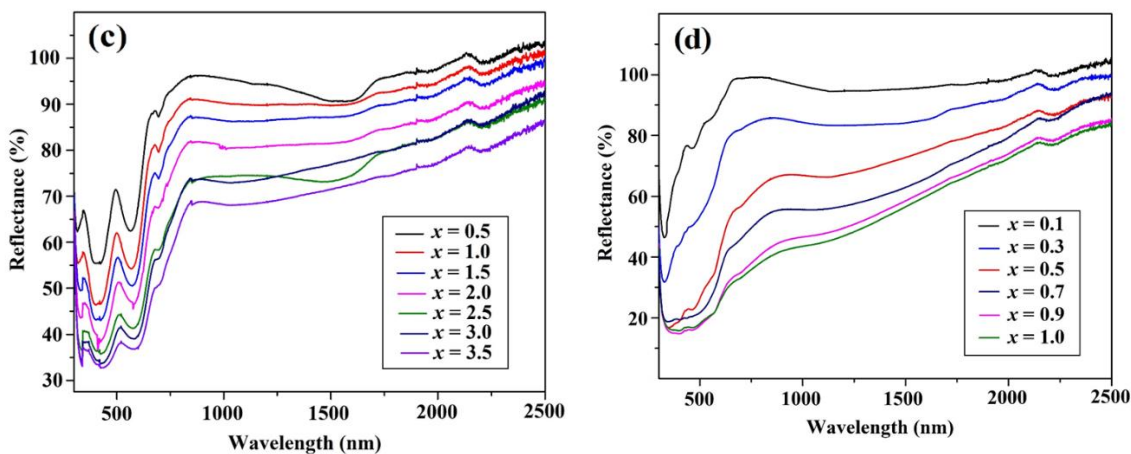 (c)
100
90
80
70
60
50
40
30
Reflectance (%)
x = 0.5
x = 1.0
x = 1.5
x = 2.0
x = 2.5
x = 3.0
x = 3.5
500 1000 1500 2000 2500
Wavelength (nm)
(d)
100
80
60
40
20
Reflectance (%)
x = 0.1
x = 0.3
x = 0.5
x = 0.7
x = 0.9
x = 1.0
500 1000 1500 2000 2500
Wavelength (nm)